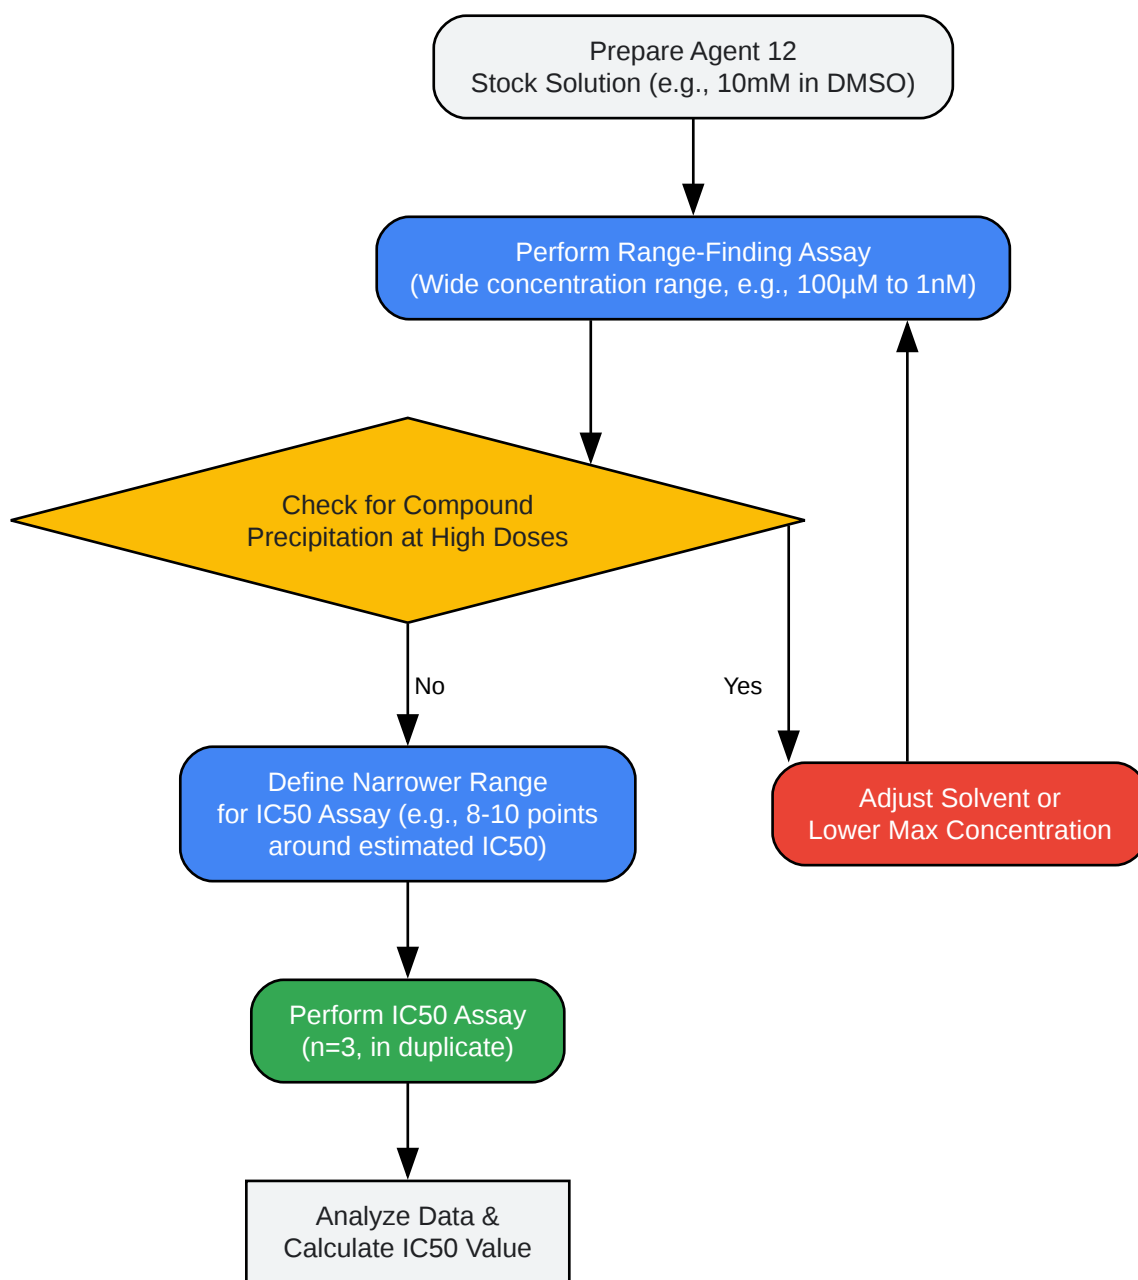 Prepare Agent 12
Stock Solution (e.g., 10mM in DMSO)
Perform Range-Finding Assay
(Wide concentration range, e.g., 100µM to 1nM)
Check for Compound
Precipitation at High Doses
No
Yes
Define Narrower Range
for IC50 Assay (e.g., 8-10 points
around estimated IC50)
Adjust Solvent or
Lower Max Concentration
Perform IC50 Assay
(n=3, in duplicate)
Analyze Data &
Calculate IC50 Value